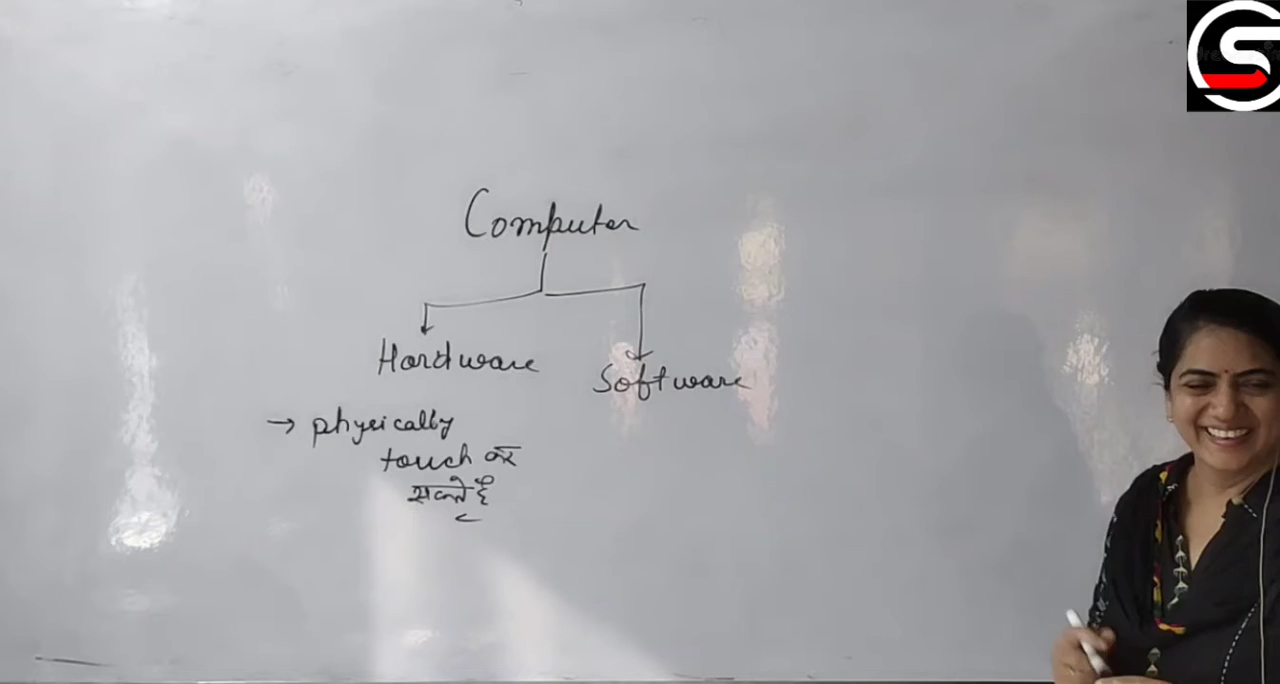 Computer
Hardware
Software
→ physically
touch कर
सकते हैं